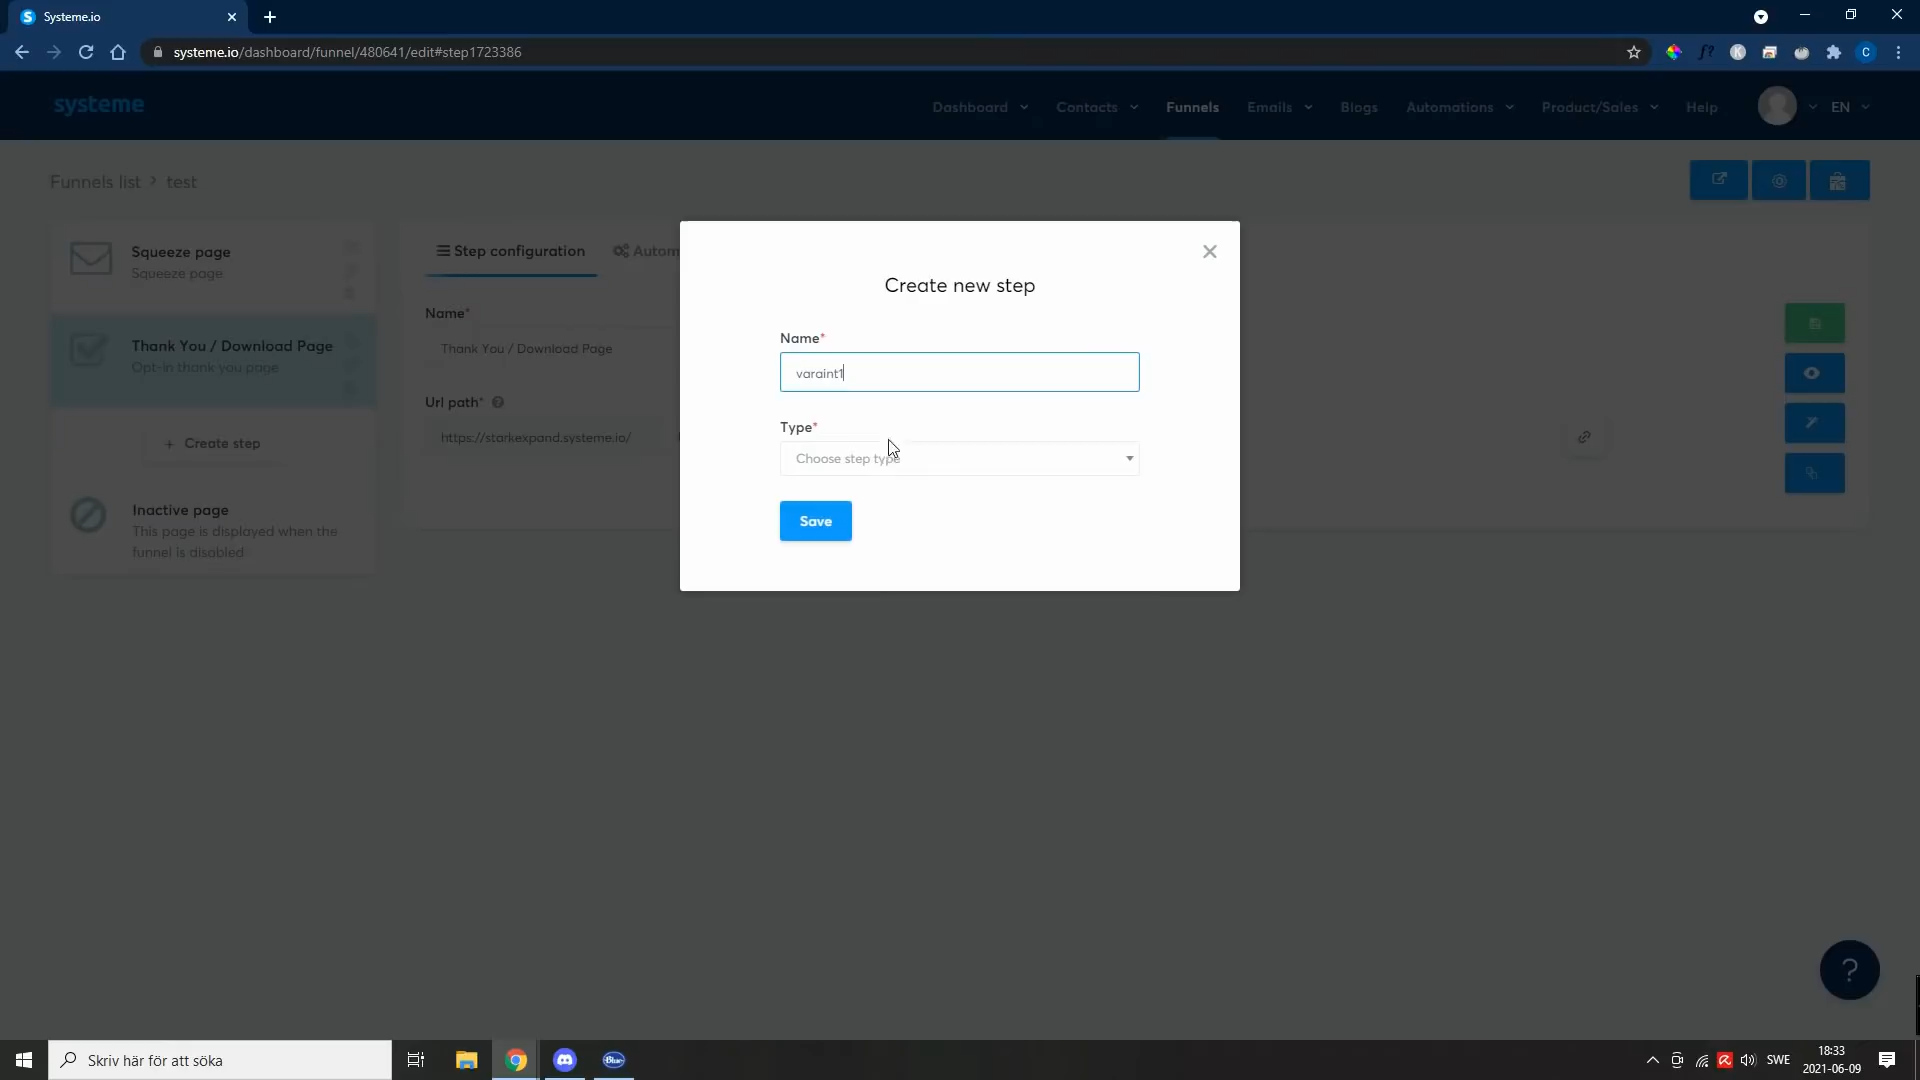 Systeme.io
systeme.io/dashboard/funnel/480641/edit#step1723386
systeme
Dashboard
Contacts
Funnels
Emails
Blogs
Automations
Product/Sales
Help
EN
Funnels list > test
Squeeze page
Squeeze page
Thank You / Download Page
Opt-in thank you page
+ Create step
Inactive page
This page is displayed when the
funnel is disabled
Step configuration
Autom
Name*
Thank You / Download Page
Url path*
https://starkexpand.systeme.io/
Create new step
Name*
varaint1
Type*
Choose step type
Save
?
Skriv här för att söka
Blue
SWE
18:33
2021-06-09